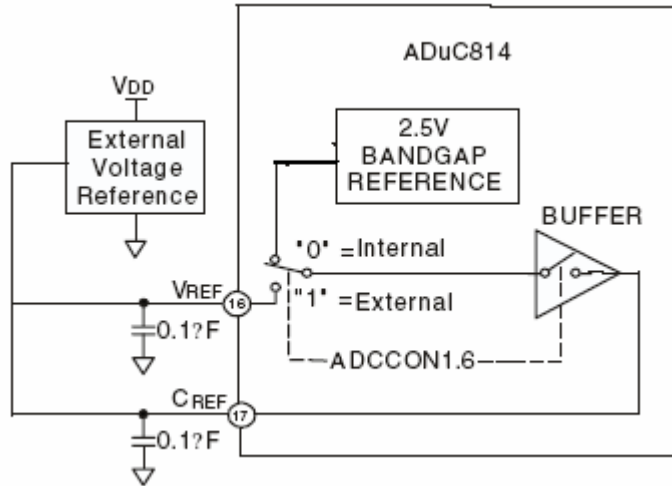 ADuC814
VDD
External
Voltage
Reference
2.5V
BANDGAP
REFERENCE
BUFFER
"0" =Internal
VREF
16
"1" =External
0.1?F
ADCCON1.6
CREF
17
0.1?F